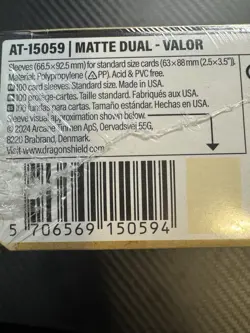 AT-15059 | MATTE DUAL - VALOR
Sleeves (66.5×92.5 mm) for standard size cards (63×88 mm (2.5×3.5")).
Material: Polypropylene (PP). Acid & PVC free.
100 card sleeves. Standard size. Made in USA.
100 protège-cartes. Taille standard. Fabriqués aux USA.
100 fundas para cartas. Tamaño estándar. Hechas en USA.
Sleeve visual approximation shown below.
© 2024 Arcane Tinmen ApS, Gervadsvej 55G,
8220 Brabrand, Denmark.
Visit www.dragonshield.com
5 706569 150594